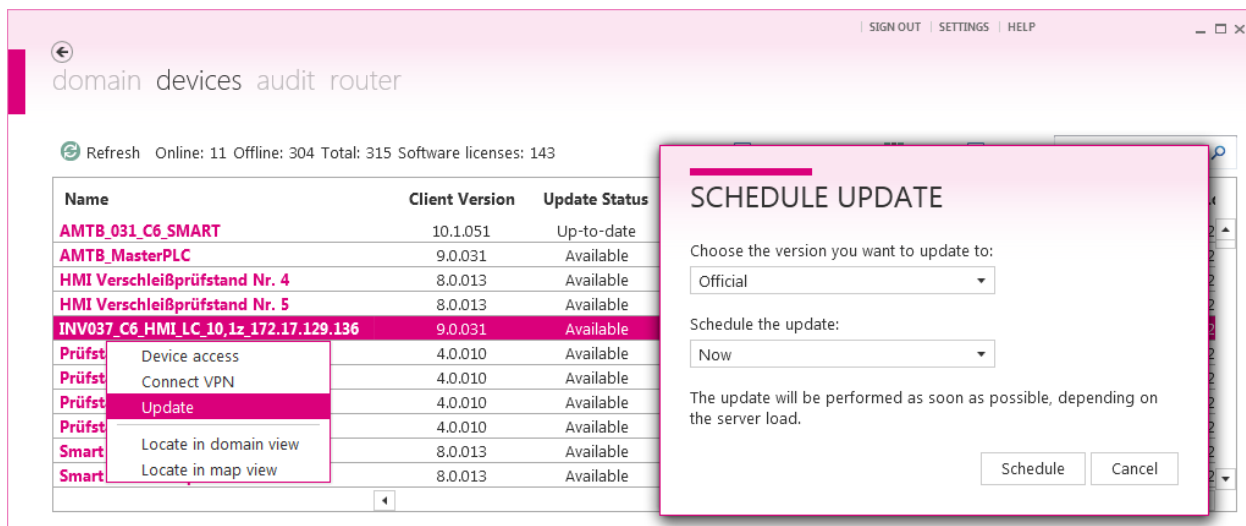 SIGN OUT SETTINGS HELP
domain devices audit router
Refresh Online: 11 Offline: 304 Total: 315 Software licenses: 143
Name Client Version Update Status
AMTB_031_C6_SMART 10.1.051 Up-to-date
AMTB_MasterPLC 9.0.031 Available
HMI Verschleißprüfstand Nr. 4 8.0.013 Available
HMI Verschleißprüfstand Nr. 5 8.0.013 Available
INV037_C6_HMI_LC_10,1z_172.17.129.136 9.0.031 Available
Prüfst 4.0.010 Available
Prüfst 4.0.010 Available
Prüfst 4.0.010 Available
Prüfst 4.0.010 Available
Smart 8.0.013 Available
Smart 8.0.013 Available
Device access
Connect VPN
Update
Locate in domain view
Locate in map view
SCHEDULE UPDATE
Choose the version you want to update to:
Official
Schedule the update:
Now
The update will be performed as soon as possible, depending on
the server load.
Schedule Cancel